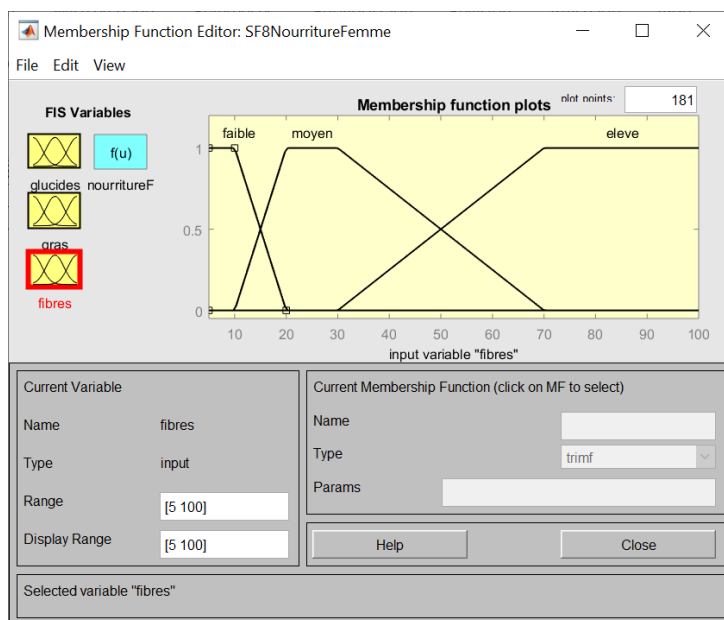 Membership Function Editor: SF8NourritureFemme
File Edit View
FIS Variables
f(u)
glucides nourritureF
gras
fibres
Membership function plots
plot points:
181
faible moyen eleve
1
0.5
0
10 20 30 40 50 60 70 80 90 100
input variable "fibres"
Current Variable
Name fibres
Type input
Range [5 100]
Display Range [5 100]
Current Membership Function (click on MF to select)
Name
Type trimf
Params
Help Close
Selected variable "fibres"